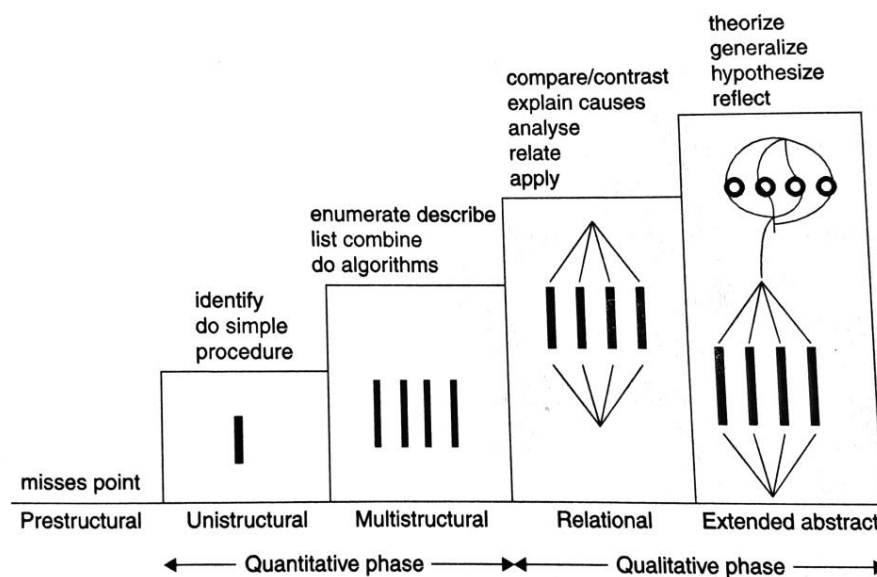 theorize
generalize
hypothesize
reflect
compare/contrast
explain causes
analyse
relate
apply
enumerate describe
list combine
do algorithms
identify
do simple
procedure
misses point
Prestructural
Unistructural
Multistructural
Relational
Extended abstract
Quantitative phase
Qualitative phase